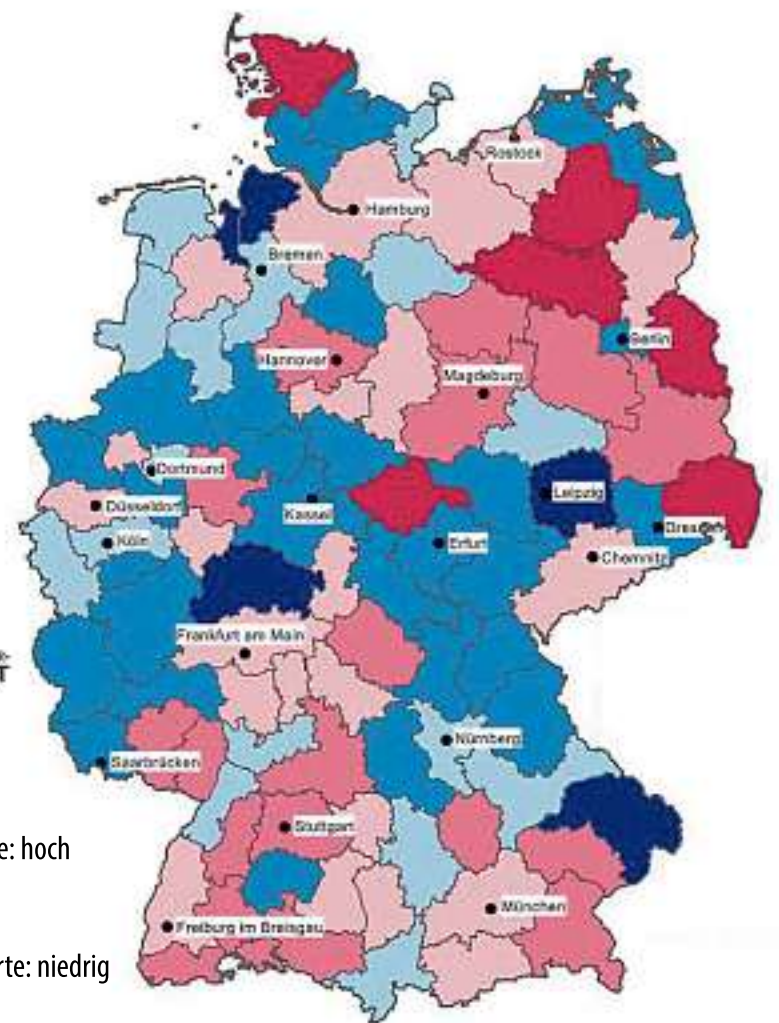 Rostock
Hamburg
Bremen
Berlin
Hannover
Magdeburg
Dortmund
Leipzig
Düsseldorf
Kassel
Dresden
Köln
Erfurt
Chemnitz
Frankfurt am Main
Nürnberg
Saarbrücken
Stuttgart
e: hoch
München
Freiburg im Breisgau
rte: niedrig